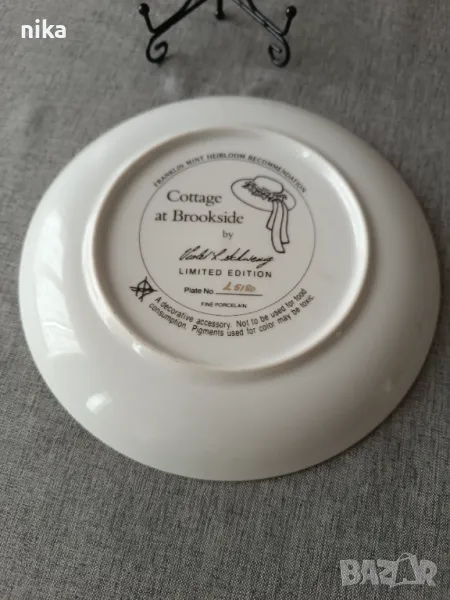 nika
FRANKLIN MINT HEIRLOOM RECOMMENDATION
Cottage
at Brookside
by
LIMITED EDITION
Plate No.
FINE PORCELAIN
A decorative accessory. Not to be used for food
consumption. Pigments used for color may be toxic.
BAZAR